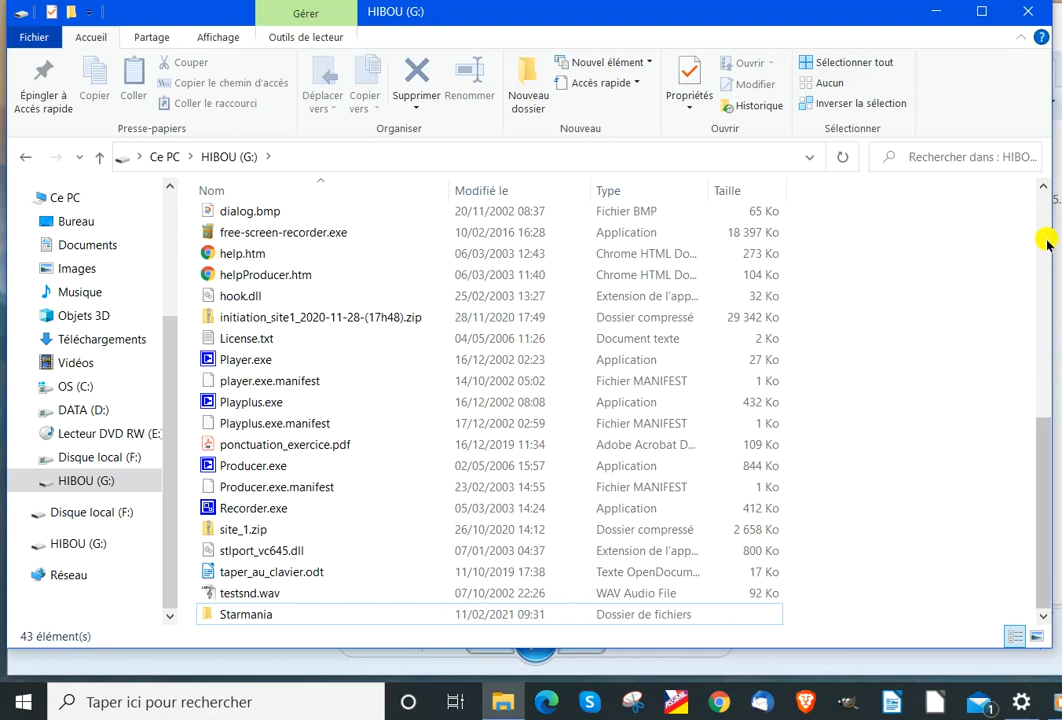 Gérer
HIBOU (G:)
Fichier
Accueil
Partage
Affichage
Outils de lecteur
Épingler à
Accès rapide
Copier
Coller
Couper
Copier le chemin d'accès
Coller le raccourci
Presse-papiers
Déplacer
vers
Copier
vers
Supprimer
Renommer
Organiser
Nouveau
dossier
Nouvel élément
Accès rapide
Nouveau
Propriétés
Ouvrir
Modifier
Historique
Ouvrir
Sélectionner tout
Aucun
Inverser la sélection
Sélectionner
Ce PC > HIBOU (G:) >
Rechercher dans : HIBO...
Ce PC
Bureau
Documents
Images
Musique
Objets 3D
Téléchargements
Vidéos
OS (C:)
DATA (D:)
Lecteur DVD RW (E:
Disque local (F:)
HIBOU (G:)
Disque local (F:)
HIBOU (G:)
Réseau
Nom Modifié le Type Taille
dialog.bmp 20/11/2002 08:37 Fichier BMP 65 Ko
free-screen-recorder.exe 10/02/2016 16:28 Application 18 397 Ko
help.htm 06/03/2003 12:43 Chrome HTML Do... 273 Ko
helpProducer.htm 06/03/2003 11:40 Chrome HTML Do... 104 Ko
hook.dll 25/02/2003 13:27 Extension de l'app... 32 Ko
initiation_site1_2020-11-28-(17h48).zip 28/11/2020 17:49 Dossier compressé 29 342 Ko
License.txt 04/05/2006 11:26 Document texte 2 Ko
Player.exe 16/12/2002 02:23 Application 27 Ko
player.exe.manifest 14/10/2002 05:02 Fichier MANIFEST 1 Ko
Playplus.exe 16/12/2002 08:08 Application 432 Ko
Playplus.exe.manifest 17/12/2002 02:59 Fichier MANIFEST 1 Ko
ponctuation_exercice.pdf 16/12/2019 11:34 Adobe Acrobat D... 109 Ko
Producer.exe 02/05/2006 15:57 Application 844 Ko
Producer.exe.manifest 23/02/2003 14:55 Fichier MANIFEST 1 Ko
Recorder.exe 05/03/2003 14:24 Application 412 Ko
site_1.zip 26/10/2020 14:12 Dossier compressé 2 658 Ko
stlport_vc645.dll 07/01/2003 04:37 Extension de l'app... 800 Ko
taper_au_clavier.odt 11/10/2019 17:38 Texte OpenDocum... 17 Ko
testsnd.wav 07/10/2002 22:26 WAV Audio File 92 Ko
Starmania 11/02/2021 09:31 Dossier de fichiers
43 élément(s)
Taper ici pour rechercher
1